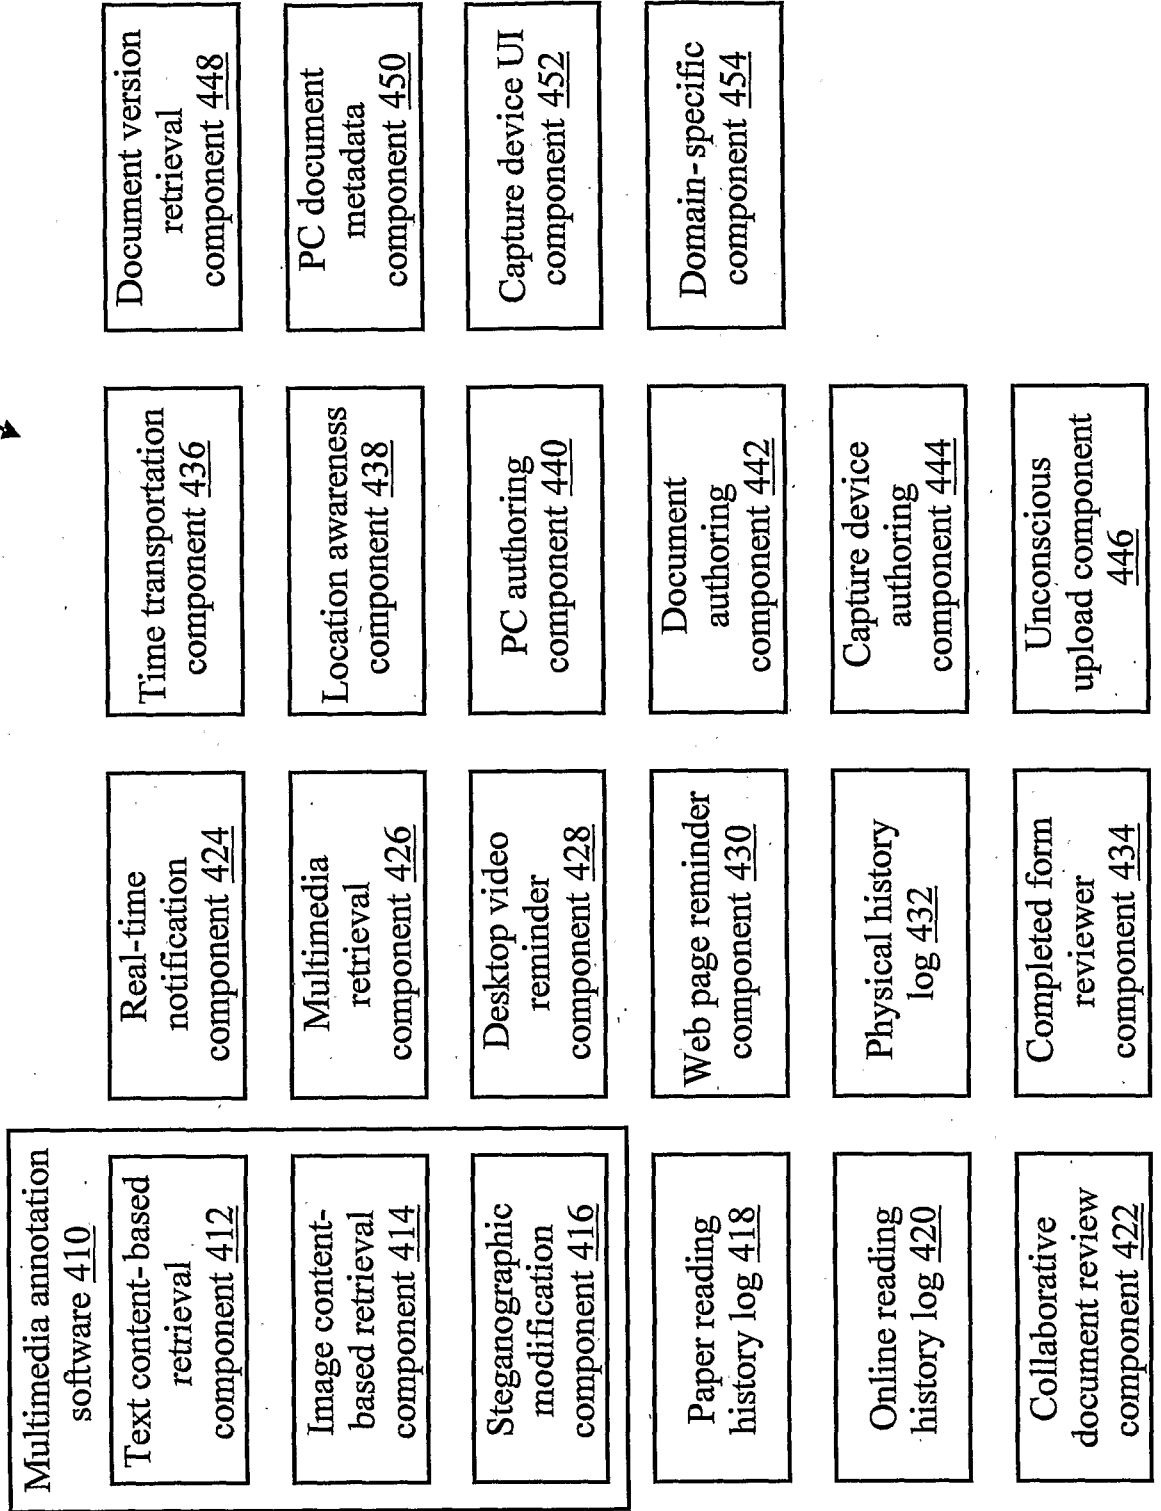 Multimedia annotation
software 410
Text content-based
retrieval
component 412
Image content-
based retrieval
component 414
Steganographic
modification
component 416
Paper reading
history log 418
Online reading
history log 420
Collaborative
document review
component 422
Real-time
notification
component 424
Multimedia
retrieval
component 426
Desktop video
reminder
component 428
Web page reminder
component 430
Physical history
log 432
Completed form
reviewer
component 434
Time transportation
component 436
Location awareness
component 438
PC authoring
component 440
Document
authoring
component 442
Capture device
authoring
component 444
Unconscious
upload component
446
Document version
retrieval
component 448
PC document
metadata
component 450
Capture device UI
component 452
Domain-specific
component 454